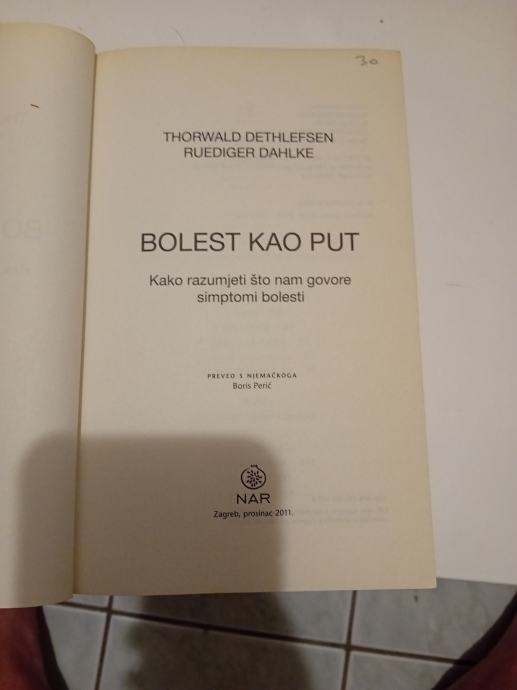 30
THORWALD DETHLEFSEN
RUEDIGER DAHLKE
BOLEST KAO PUT
Kako razumjeti što nam govore
simptomi bolesti
PREVEO S NJEMAČKOGA
Boris Perić
NAR
Zagreb, prosinac 2011.